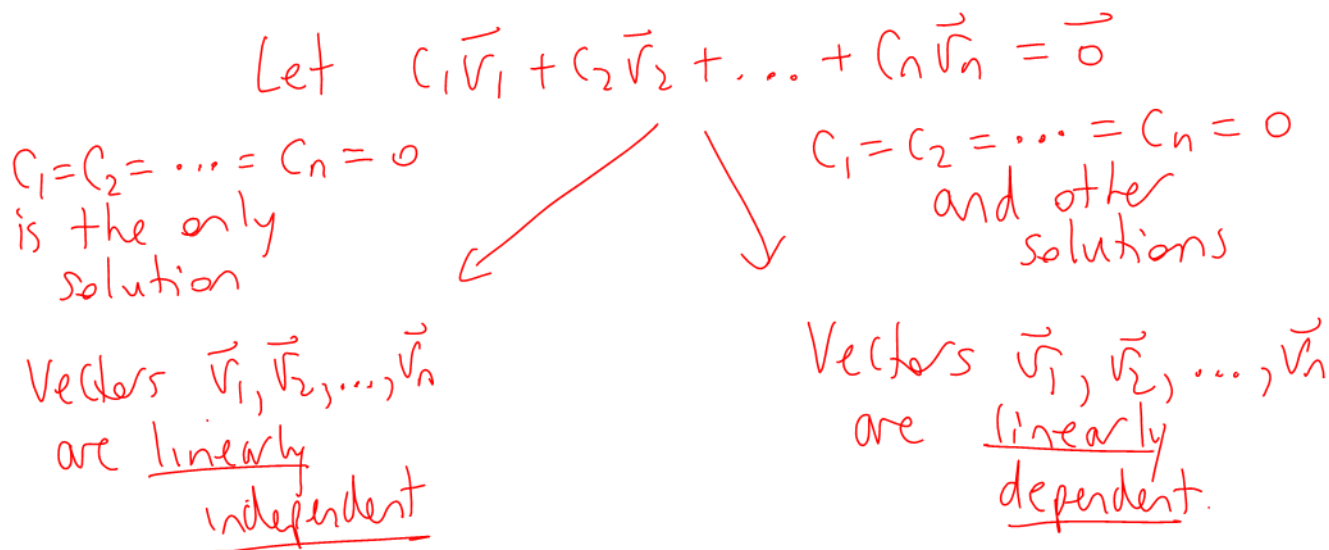 Let c₁v⃗₁ + c₂v⃗₂ + ... + cₙv⃗ₙ = 0⃗
c₁ = c₂ = ... = cₙ = 0
is the only
solution
Vectors v⃗₁, v⃗₂, ..., v⃗ₙ
are linearly
independent
c₁ = c₂ = ... = cₙ = 0
and other
solutions
Vectors v⃗₁, v⃗₂, ..., v⃗ₙ
are linearly
dependent.